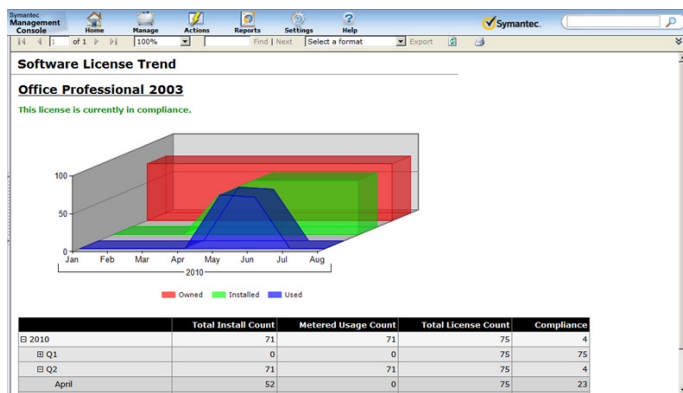 Symantec
Management
Console
Home
Manage
Actions
Reports
Settings
Help
Symantec.
1 of 1
100%
Find | Next
Select a format
Export
Software License Trend
Office Professional 2003
This license is currently in compliance.
100
50
0
Jan Feb Mar Apr May Jun Jul Aug
2010
Owned Installed Used
Total Install Count Metered Usage Count Total License Count Compliance
2010 71 71 75 4
Q1 0 0 75 75
Q2 71 71 75 4
April 52 0 75 23